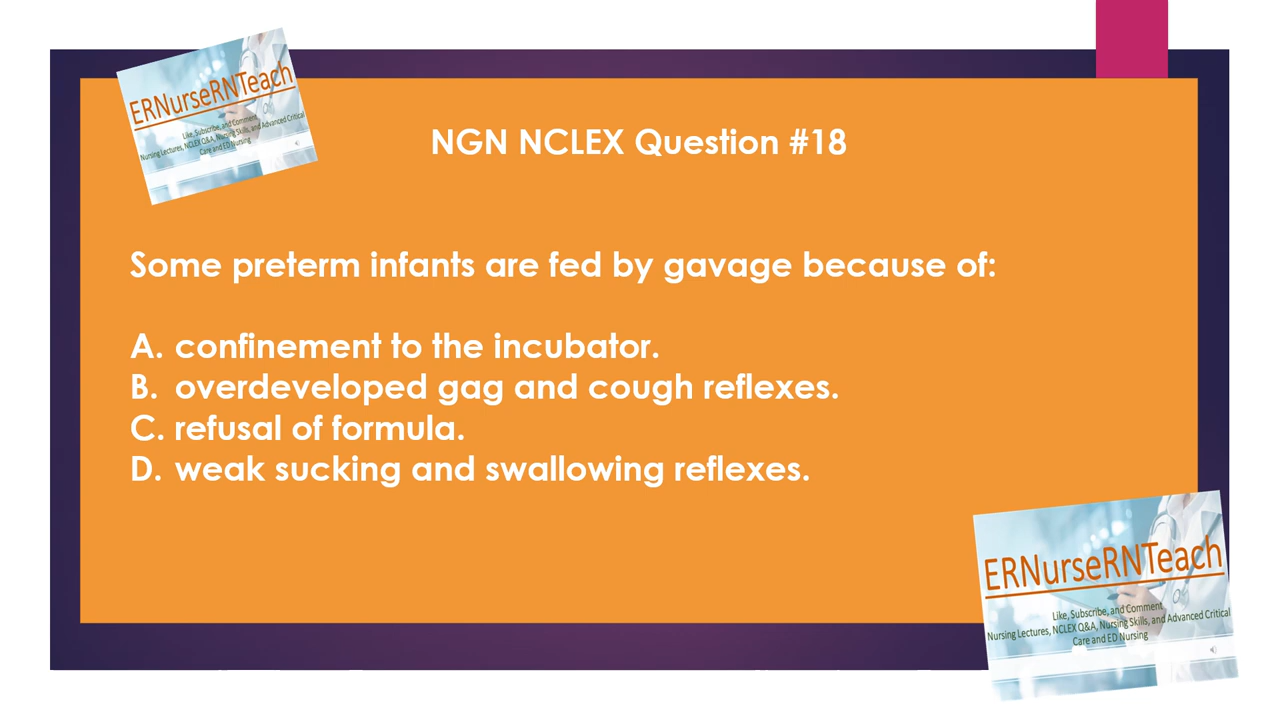 ERNurseRNTeach
Like, Subscribe, and Comment
Nursing Lectures, NCLEX Q&A, Nursing Skills, and Advanced Critical
Care and ED Nursing
NGN NCLEX Question #18
Some preterm infants are fed by gavage because of:
A. confinement to the incubator.
B. overdeveloped gag and cough reflexes.
C. refusal of formula.
D. weak sucking and swallowing reflexes.
ERNurseRNTeach
Like, Subscribe, and Comment
Nursing Lectures, NCLEX Q&A, Nursing Skills, and Advanced Critical
Care and ED Nursing